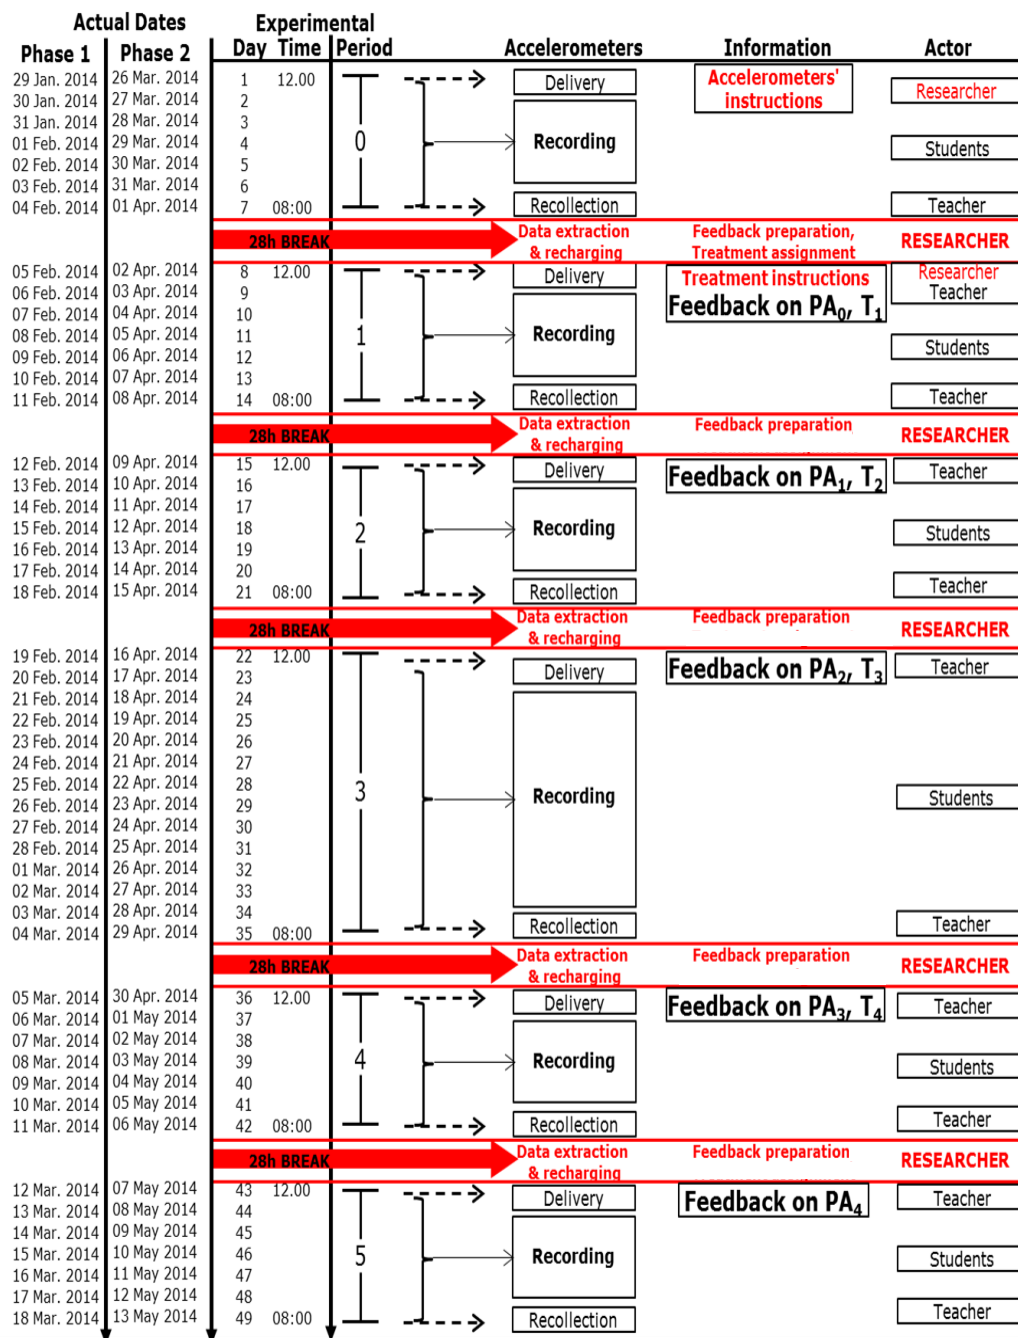 Actual Dates Experimental
Phase 1 Phase 2 Day Time Period Accelerometers Information Actor
29 Jan. 2014 26 Mar. 2014 1 12.00 Delivery Accelerometers' instructions Researcher
30 Jan. 2014 27 Mar. 2014 2
31 Jan. 2014 28 Mar. 2014 3
01 Feb. 2014 29 Mar. 2014 4 0 Recording Students
02 Feb. 2014 30 Mar. 2014 5
03 Feb. 2014 31 Mar. 2014 6
04 Feb. 2014 01 Apr. 2014 7 08:00 Recollection Teacher
28h BREAK Data extraction & recharging Feedback preparation, Treatment assignment RESEARCHER
05 Feb. 2014 02 Apr. 2014 8 12.00 Delivery Treatment instructions Researcher
06 Feb. 2014 03 Apr. 2014 9 Feedback on PA0, T1 Teacher
07 Feb. 2014 04 Apr. 2014 10
08 Feb. 2014 05 Apr. 2014 11 1 Recording Students
09 Feb. 2014 06 Apr. 2014 12
10 Feb. 2014 07 Apr. 2014 13
11 Feb. 2014 08 Apr. 2014 14 08:00 Recollection Teacher
28h BREAK Data extraction & recharging Feedback preparation RESEARCHER
12 Feb. 2014 09 Apr. 2014 15 12.00 Delivery Feedback on PA1, T2 Teacher
13 Feb. 2014 10 Apr. 2014 16
14 Feb. 2014 11 Apr. 2014 17
15 Feb. 2014 12 Apr. 2014 18 2 Recording Students
16 Feb. 2014 13 Apr. 2014 19
17 Feb. 2014 14 Apr. 2014 20
18 Feb. 2014 15 Apr. 2014 21 08:00 Recollection Teacher
28h BREAK Data extraction & recharging Feedback preparation RESEARCHER
19 Feb. 2014 16 Apr. 2014 22 12.00 Delivery Feedback on PA2, T3 Teacher
20 Feb. 2014 17 Apr. 2014 23
21 Feb. 2014 18 Apr. 2014 24
22 Feb. 2014 19 Apr. 2014 25
23 Feb. 2014 20 Apr. 2014 26
24 Feb. 2014 21 Apr. 2014 27
25 Feb. 2014 22 Apr. 2014 28 3 Recording Students
26 Feb. 2014 23 Apr. 2014 29
27 Feb. 2014 24 Apr. 2014 30
28 Feb. 2014 25 Apr. 2014 31
01 Mar. 2014 26 Apr. 2014 32
02 Mar. 2014 27 Apr. 2014 33
03 Mar. 2014 28 Apr. 2014 34
04 Mar. 2014 29 Apr. 2014 35 08:00 Recollection Teacher
28h BREAK Data extraction & recharging Feedback preparation RESEARCHER
05 Mar. 2014 30 Apr. 2014 36 12.00 Delivery Feedback on PA3, T4 Teacher
06 Mar. 2014 01 May 2014 37
07 Mar. 2014 02 May 2014 38
08 Mar. 2014 03 May 2014 39 4 Recording Students
09 Mar. 2014 04 May 2014 40
10 Mar. 2014 05 May 2014 41
11 Mar. 2014 06 May 2014 42 08:00 Recollection Teacher
28h BREAK Data extraction & recharging Feedback preparation RESEARCHER
12 Mar. 2014 07 May 2014 43 12.00 Delivery Feedback on PA4 Teacher
13 Mar. 2014 08 May 2014 44
14 Mar. 2014 09 May 2014 45
15 Mar. 2014 10 May 2014 46 5 Recording Students
16 Mar. 2014 11 May 2014 47
17 Mar. 2014 12 May 2014 48
18 Mar. 2014 13 May 2014 49 08:00 Recollection Teacher